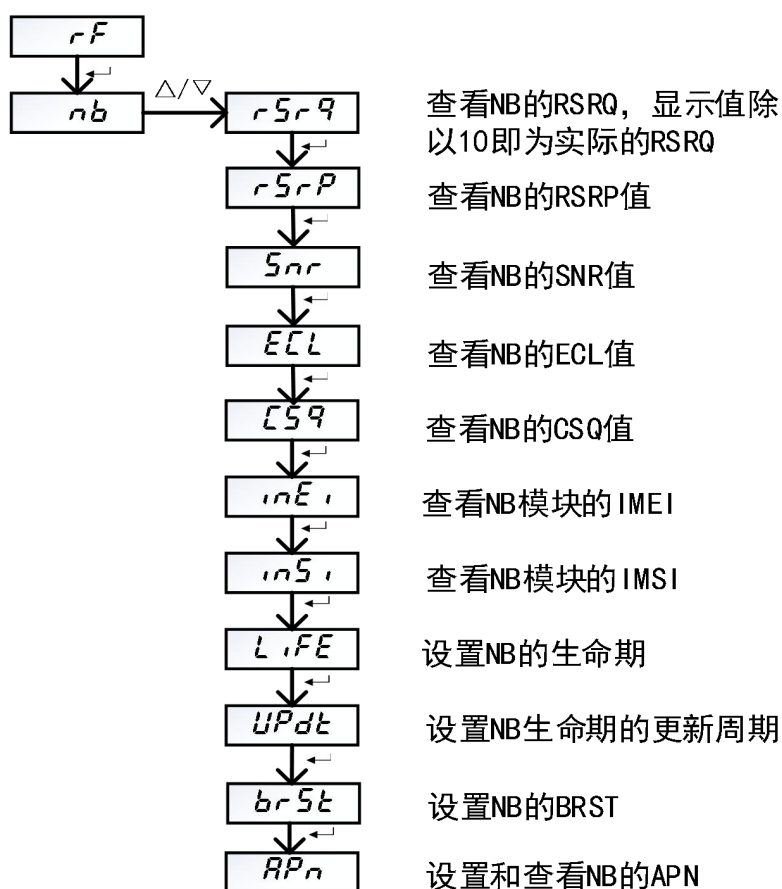 rF
nb
△/▽
rSrq
查看NB的RSRQ，显示值除
以10即为实际的RSRQ
rSrP
查看NB的RSRP值
Snr
查看NB的SNR值
ECL
查看NB的ECL值
CSq
查看NB的CSQ值
inEi
查看NB模块的IMEI
inSi
查看NB模块的IMSI
LiFE
设置NB的生命期
UPdt
设置NB生命期的更新周期
brSt
设置NB的BRST
APn
设置和查看NB的APN